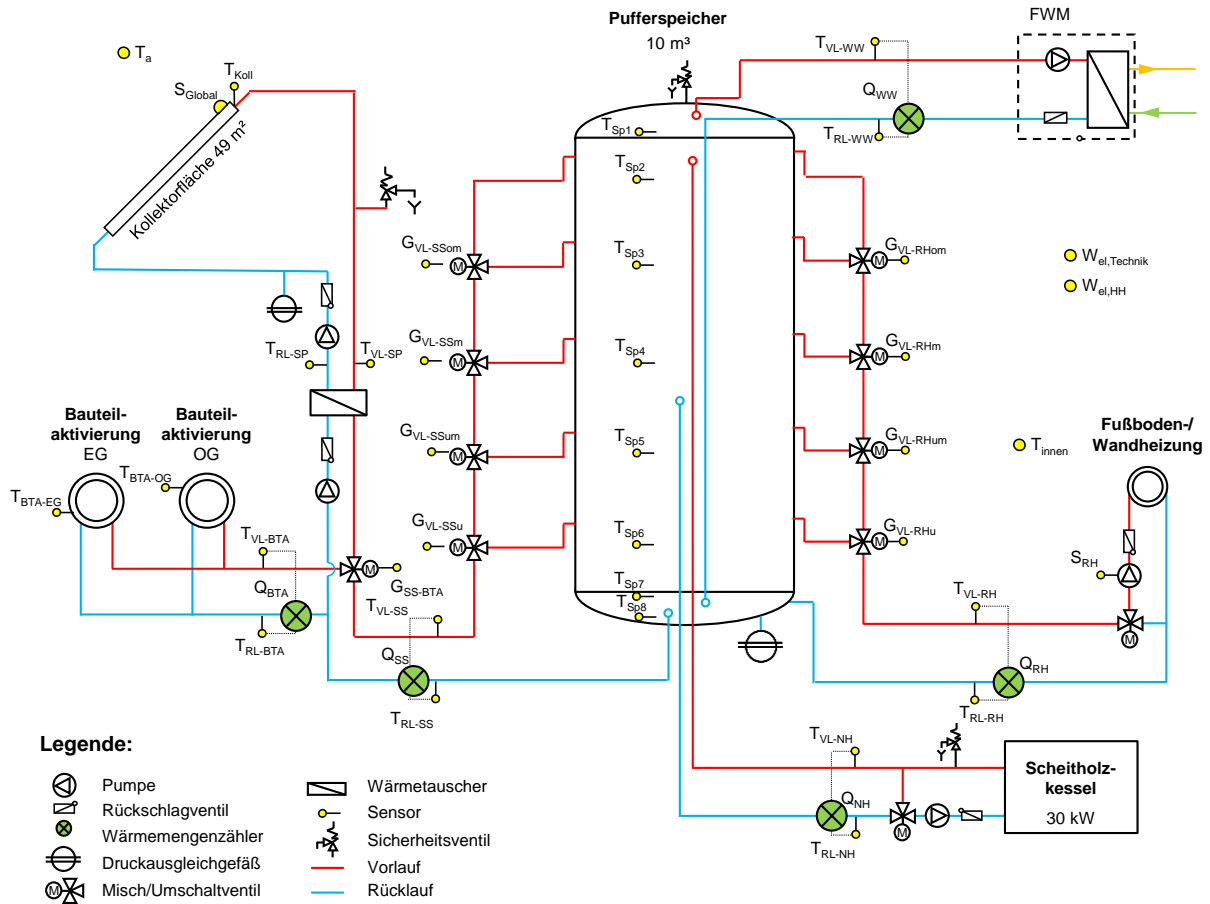 Pufferspeicher
10 m³
FWM
T_a
T_Koll
S_Global
Kollektorfläche 49 m²
T_VL-WW
Q_WW
T_RL-WW
T_Sp1
T_Sp2
T_Sp3
T_Sp4
T_Sp5
T_Sp6
T_Sp7
T_Sp8
G_VL-SSom
M
G_VL-SSm
M
G_VL-SSum
M
G_VL-SSu
M
G_VL-RHom
M
G_VL-RHm
M
G_VL-RHum
M
G_VL-RHu
M
W_el,Technik
W_el,HH
T_RL-SP
T_VL-SP
Bauteil-
aktivierung
EG
Bauteil-
aktivierung
OG
T_BTA-EG
T_BTA-OG
T_VL-BTA
Q_BTA
T_RL-BTA
M
G_SS-BTA
T_VL-SS
Q_SS
T_RL-SS
Fußboden-/
Wandheizung
T_innen
S_RH
T_VL-RH
M
Q_RH
T_RL-RH
T_VL-NH
Q_NH
M
T_RL-NH
Scheitholz-
kessel
30 kW
Legende:
Pumpe
Rückschlagventil
Wärmemengenzähler
Druckausgleichgefäß
M
Misch/Umschaltventil
Wärmetauscher
Sensor
Sicherheitsventil
Vorlauf
Rücklauf